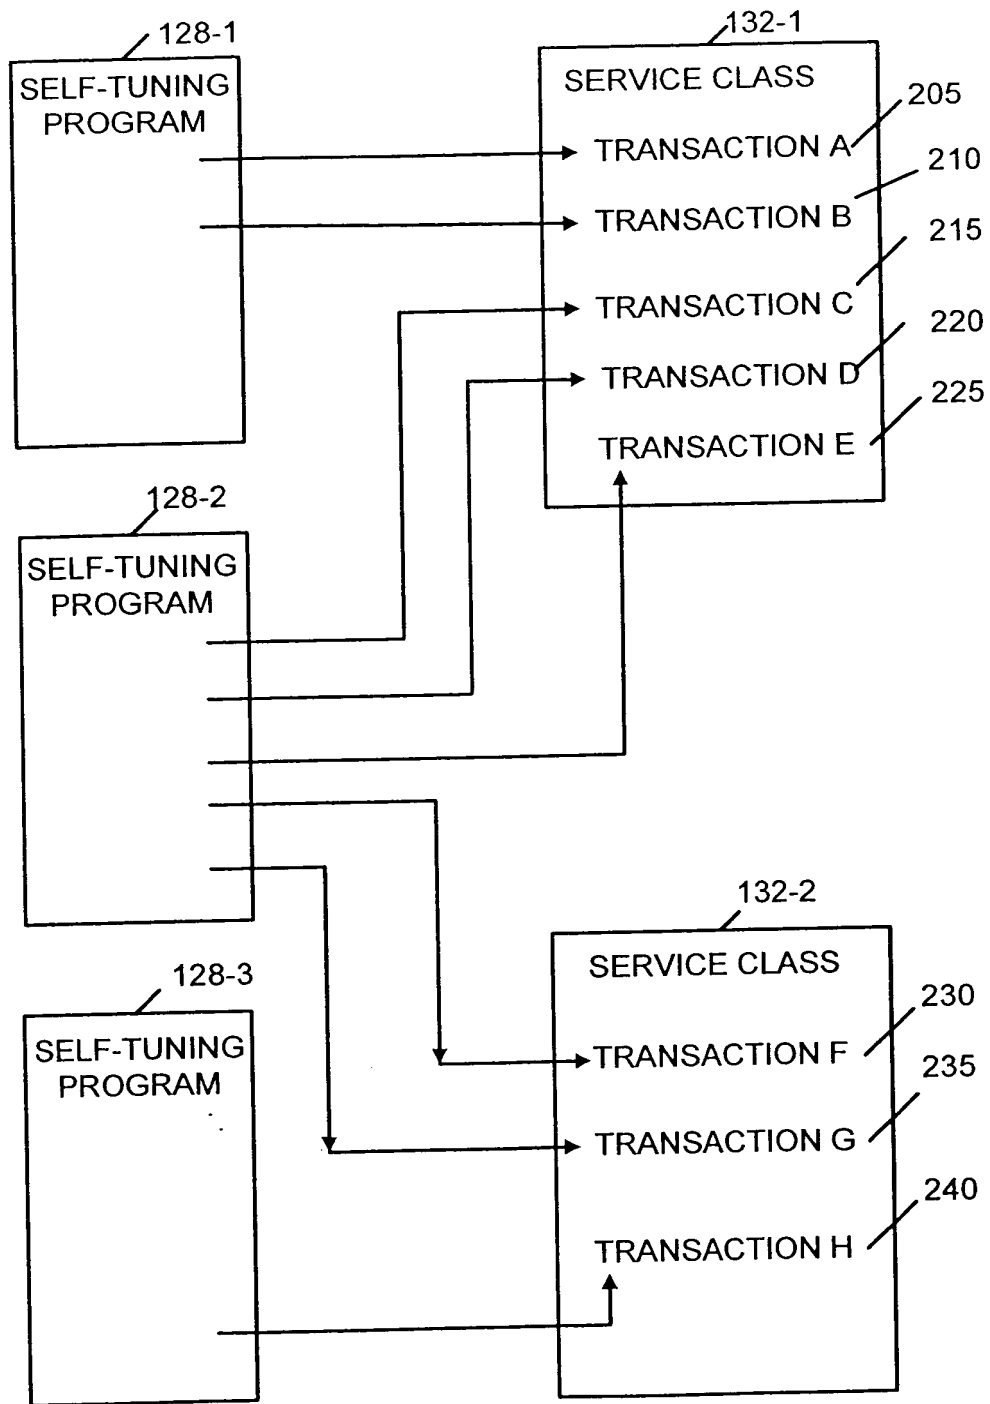 128-1
SELF-TUNING
PROGRAM
132-1
SERVICE CLASS
TRANSACTION A
205
TRANSACTION B
210
TRANSACTION C
215
TRANSACTION D
220
TRANSACTION E
225
128-2
SELF-TUNING
PROGRAM
128-3
SELF-TUNING
PROGRAM
132-2
SERVICE CLASS
TRANSACTION F
230
TRANSACTION G
235
TRANSACTION H
240